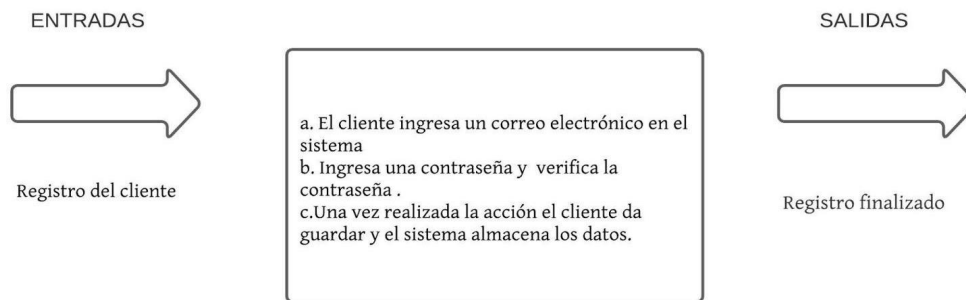 ENTRADAS
SALIDAS
a. El cliente ingresa un correo electrónico en el
sistema
b. Ingresa una contraseña y  verifica la
contraseña .
c.Una vez realizada la acción el cliente da
guardar y el sistema almacena los datos.
Registro del cliente
Registro finalizado